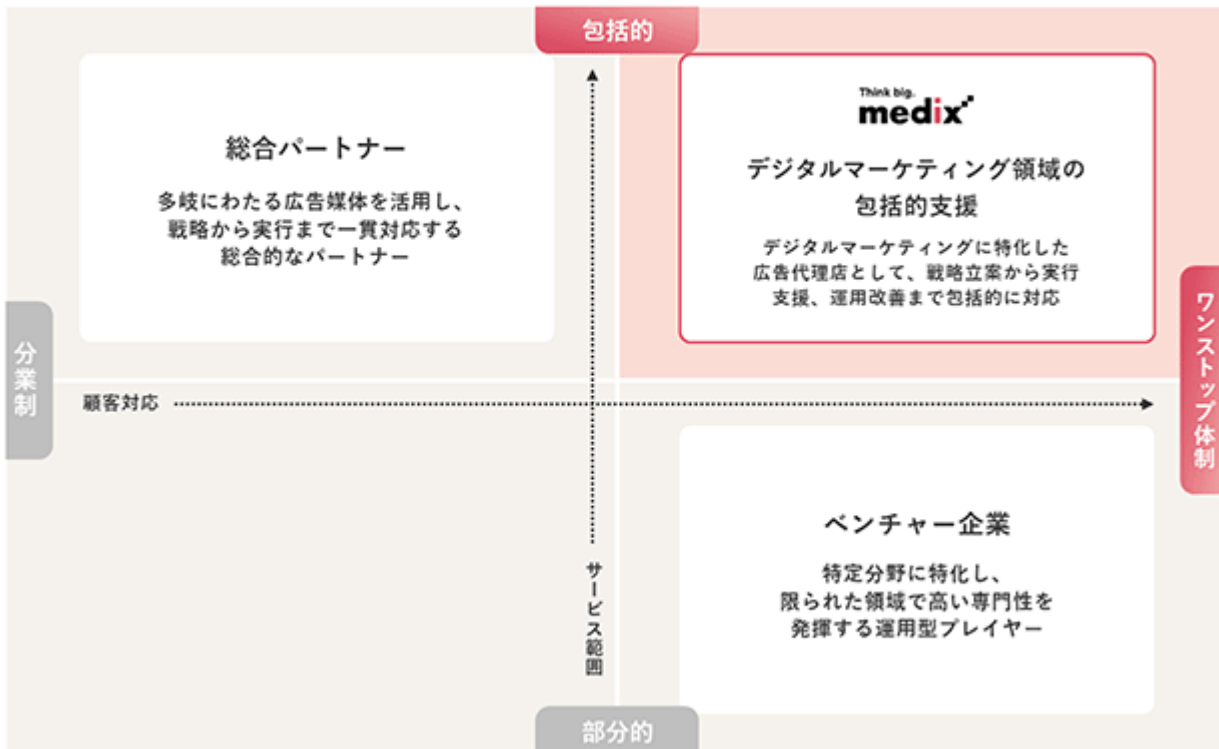 包括的
総合パートナー
多岐にわたる広告媒体を活用し、
戦略から実行まで一貫対応する
総合的なパートナー
Think big.
medix
デジタルマーケティング領域の
包括的支援
デジタルマーケティングに特化した
広告代理店として、戦略立案から実行
支援、運用改善まで包括的に対応
分業制
顧客対応
ワンストップ体制
ベンチャー企業
特定分野に特化し、
限られた領域で高い専門性を
発揮する運用型プレイヤー
サービス範囲
部分的